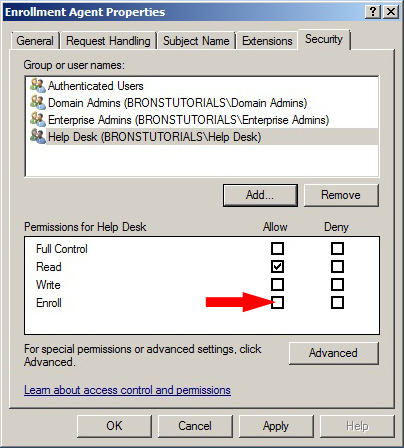 Enrollment Agent Properties
General Request Handling Subject Name Extensions Security
Group or user names:
Authenticated Users
Domain Admins (BRONSTUTORIALS\Domain Admins)
Enterprise Admins (BRONSTUTORIALS\Enterprise Admins)
Help Desk (BRONSTUTORIALS\Help Desk)
Add... Remove
Permissions for Help Desk Allow Deny
Full Control
Read
Write
Enroll
For special permissions or advanced settings, click
Advanced.
Advanced
Learn about access control and permissions
OK Cancel Apply Help